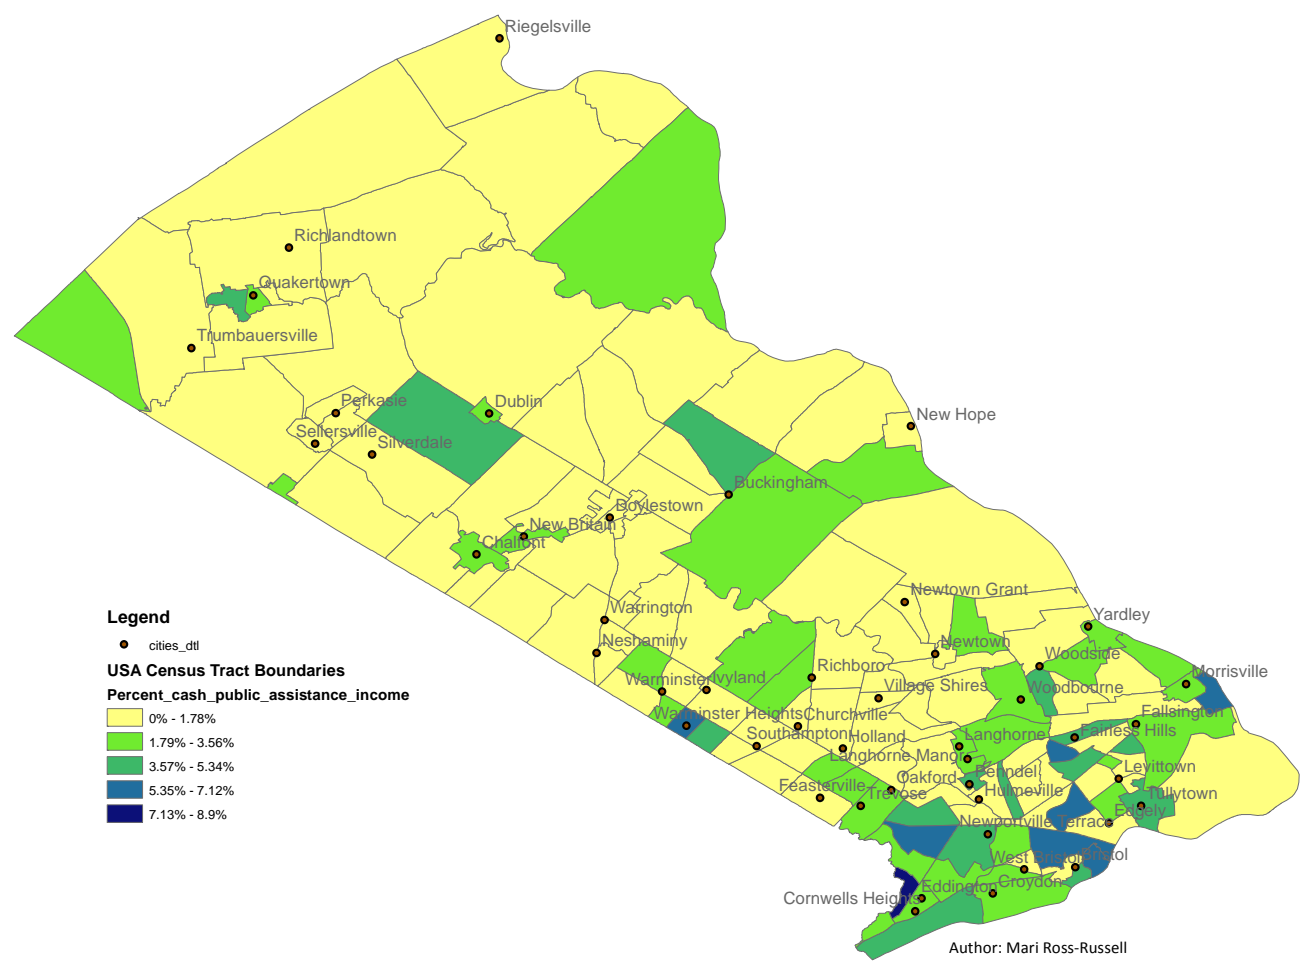 Riegelsville
Richlandtown
Quakertown
Trumbauersville
Perkasie
Dublin
New Hope
Sellersville
Silverdale
Buckingham
Doylestown
New Britain
Chalfont
Newtown Grant
Warrington
Yardley
Neshaminy
Newtown
Woodside
Richboro
Morrisville
Warminster
Ivyland
Village Shires
Woodbourne
Warminster Heights
Churchville
Fallsington
Southampton
Holland
Langhorne
Fairless Hills
Langhorne Manor
Levittown
Oakford
Penndel
Feasterville
Trevose
Hulmeville
Tullytown
Edgely
Newportville Terrace
West Bristol
Bristol
Cornwells Heights
Eddington
Croydon
Legend
cities_dtl
USA Census Tract Boundaries
Percent_cash_public_assistance_income
0% - 1.78%
1.79% - 3.56%
3.57% - 5.34%
5.35% - 7.12%
7.13% - 8.9%
Author: Mari Ross-Russell